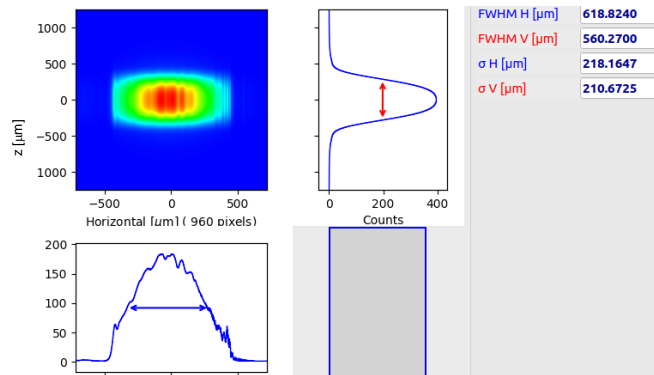 FWHM H [µm] 618.8240
FWHM V [µm] 560.2700
σ H [µm] 218.1647
σ V [µm] 210.6725
1000
500
0
−500
1000
z [µm]
−500 0 500
Horizontal [µm] ( 960 pixels)
0 200 400
Counts
200
150
100
50
0